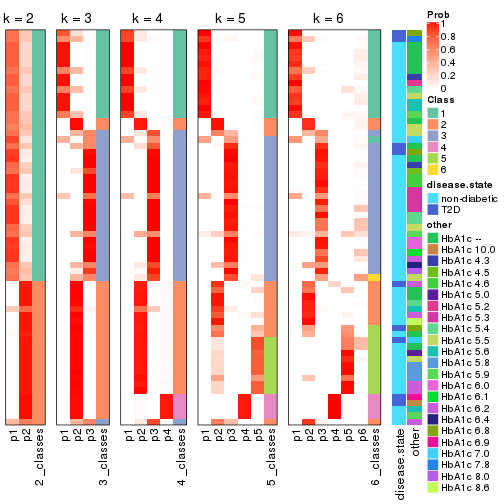 k = 2 k = 3 k = 4 k = 5 k = 6
Prob
1
0.8
0.6
0.4
0.2
0
Class
1
2
3
4
5
6
disease.state
non-diabetic
T2D
other
HbA1c --
HbA1c 10.0
HbA1c 4.3
HbA1c 4.5
HbA1c 4.6
HbA1c 5.0
HbA1c 5.2
HbA1c 5.3
HbA1c 5.4
HbA1c 5.5
HbA1c 5.6
HbA1c 5.8
HbA1c 5.9
HbA1c 6.0
HbA1c 6.1
HbA1c 6.2
HbA1c 6.4
HbA1c 6.8
HbA1c 6.9
HbA1c 7.0
HbA1c 7.8
HbA1c 8.0
HbA1c 8.6
p1 p2 2_classes
p1 p2 p3 3_classes
p1 p2 p3 p4 4_classes
p1 p2 p3 p4 p5 5_classes
p1 p2 p3 p4 p5 p6 6_classes
disease.state
other